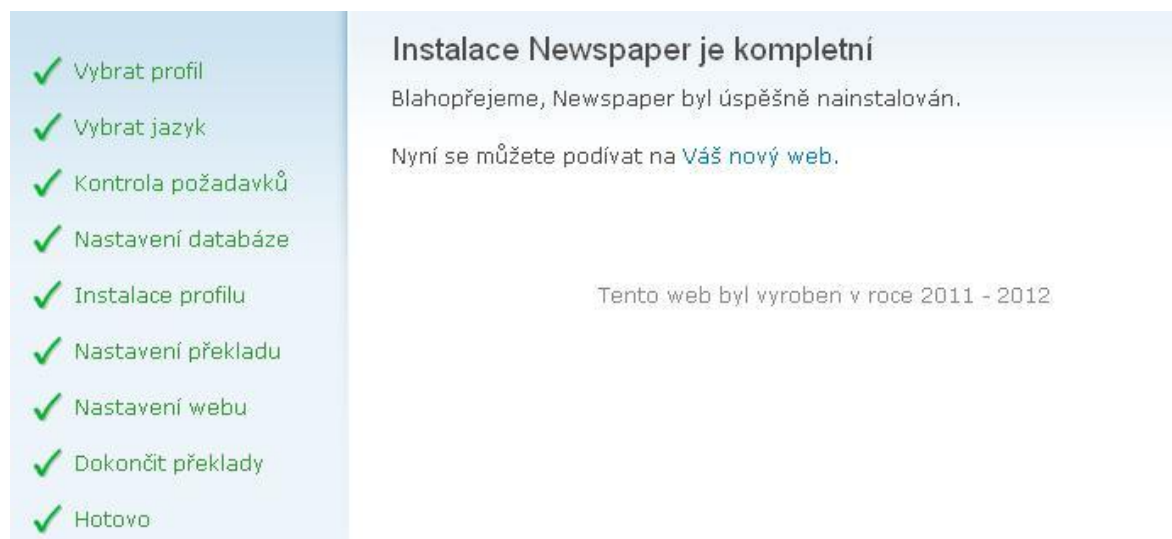 Vybrat profil
Vybrat jazyk
Kontrola požadavků
Nastavení databáze
Instalace profilu
Nastavení překladu
Nastavení webu
Dokončit překlady
Hotovo
Instalace Newspaper je kompletní
Blahopřejeme, Newspaper byl úspěšně nainstalován.
Nyní se můžete podívat na Váš nový web.
Tento web byl vyroben v roce 2011 - 2012